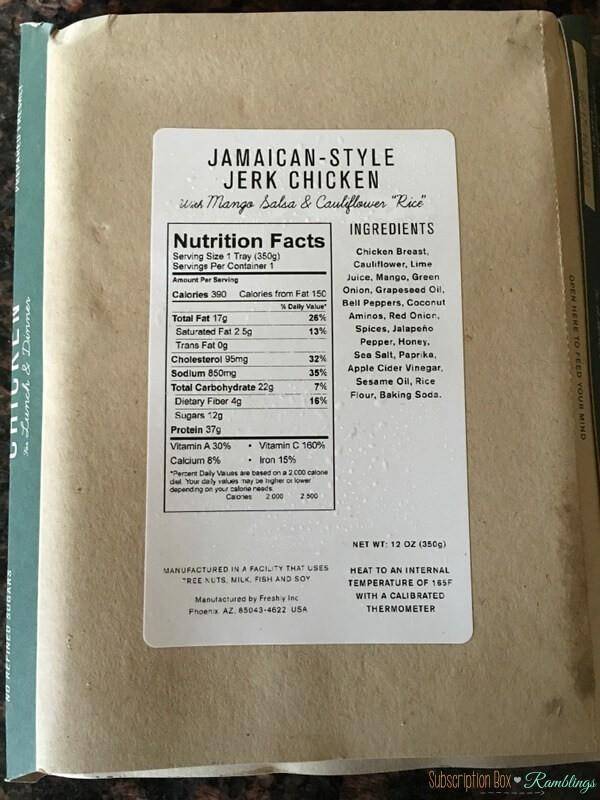 JAMAICAN-STYLE
JERK CHICKEN
With Mango Salsa & Cauliflower "Rice"
Nutrition Facts
Serving Size 1 Tray (350g)
Servings Per Container 1
Amount Per Serving
Calories 390 Calories from Fat 150
% Daily Value*
Total Fat 17g 26%
Saturated Fat 2.5g 13%
Trans Fat 0g
Cholesterol 95mg 32%
Sodium 850mg 35%
Total Carbohydrate 22g 7%
Dietary Fiber 4g 16%
Sugars 12g
Protein 37g
Vitamin A 30% • Vitamin C 160%
Calcium 8% • Iron 15%
*Percent Daily Values are based on a 2,000 calorie
diet. Your daily values may be higher or lower
depending on your calorie needs.
Calories 2 000 2 500
INGREDIENTS
Chicken Breast,
Cauliflower, Lime
Juice, Mango, Green
Onion, Grapeseed Oil,
Bell Peppers, Coconut
Aminos, Red Onion,
Spices, Jalapeño
Pepper, Honey,
Sea Salt, Paprika,
Apple Cider Vinegar,
Sesame Oil, Rice
Flour, Baking Soda.
NET WT: 12 OZ (350g)
MANUFACTURED IN A FACILITY THAT USES
TREE NUTS, MILK, FISH AND SOY
Manufactured by Freshly Inc
Phoenix AZ, 85043-4622 USA
HEAT TO AN INTERNAL
TEMPERATURE OF 165F
WITH A CALIBRATED
THERMOMETER
CHICKEN
For Lunch & Dinner
NO REFINED SUGARS
OPEN HERE TO FEED YOUR MIND
Subscription Box ♥ Ramblings